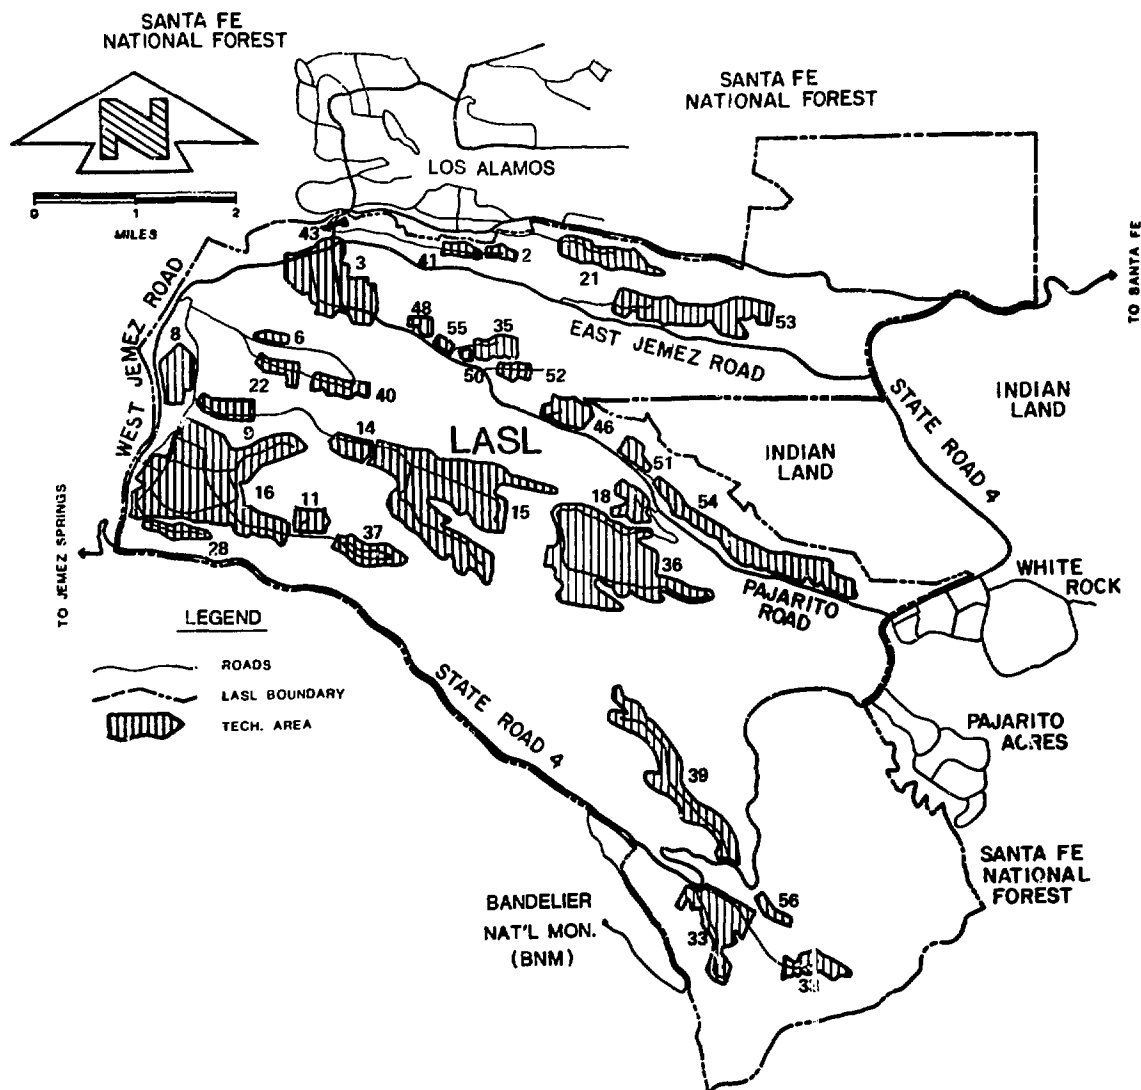 SANTA FE
NATIONAL FOREST
N
0 1 2
MILES
SANTA FE
NATIONAL FOREST
LOS ALAMOS
TO SANTA FE
43
3
41
2
21
53
WEST JEMEZ ROAD
8
6
48
55
35
50
52
EAST JEMEZ ROAD
22
40
STATE ROAD 4
INDIAN
LAND
9
14
LASL
46
51
INDIAN
LAND
16
11
15
18
54
TO JEMEZ SPRINGS
28
37
36
PAJARITO
ROAD
WHITE
ROCK
LEGEND
ROADS
LASL BOUNDARY
TECH. AREA
STATE ROAD 4
PAJARITO
ACRES
39
SANTA FE
NATIONAL
FOREST
BANDELIER
NAT'L MON.
(BNM)
56
33